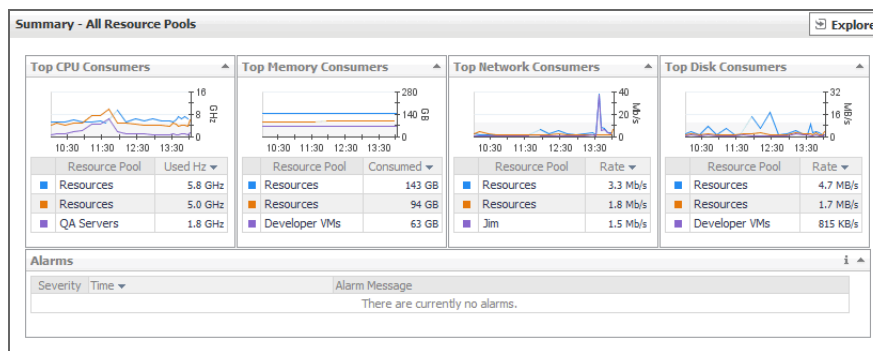 Summary - All Resource Pools
Explore
Top CPU Consumers
16
8
0
GHz
10:30 11:30 12:30 13:30
Resource Pool Used Hz
Resources 5.8 GHz
Resources 5.0 GHz
QA Servers 1.8 GHz
Top Memory Consumers
280
140
0
GB
10:30 11:30 12:30 13:30
Resource Pool Consumed
Resources 143 GB
Resources 94 GB
Developer VMs 63 GB
Top Network Consumers
40
20
0
Mb/s
10:30 11:30 12:30 13:30
Resource Pool Rate
Resources 3.3 Mb/s
Resources 1.8 Mb/s
Jim 1.5 Mb/s
Top Disk Consumers
32
16
0
MB/s
10:30 11:30 12:30 13:30
Resource Pool Rate
Resources 4.7 MB/s
Resources 1.7 MB/s
Developer VMs 815 KB/s
Alarms
i
Severity Time Alarm Message
There are currently no alarms.